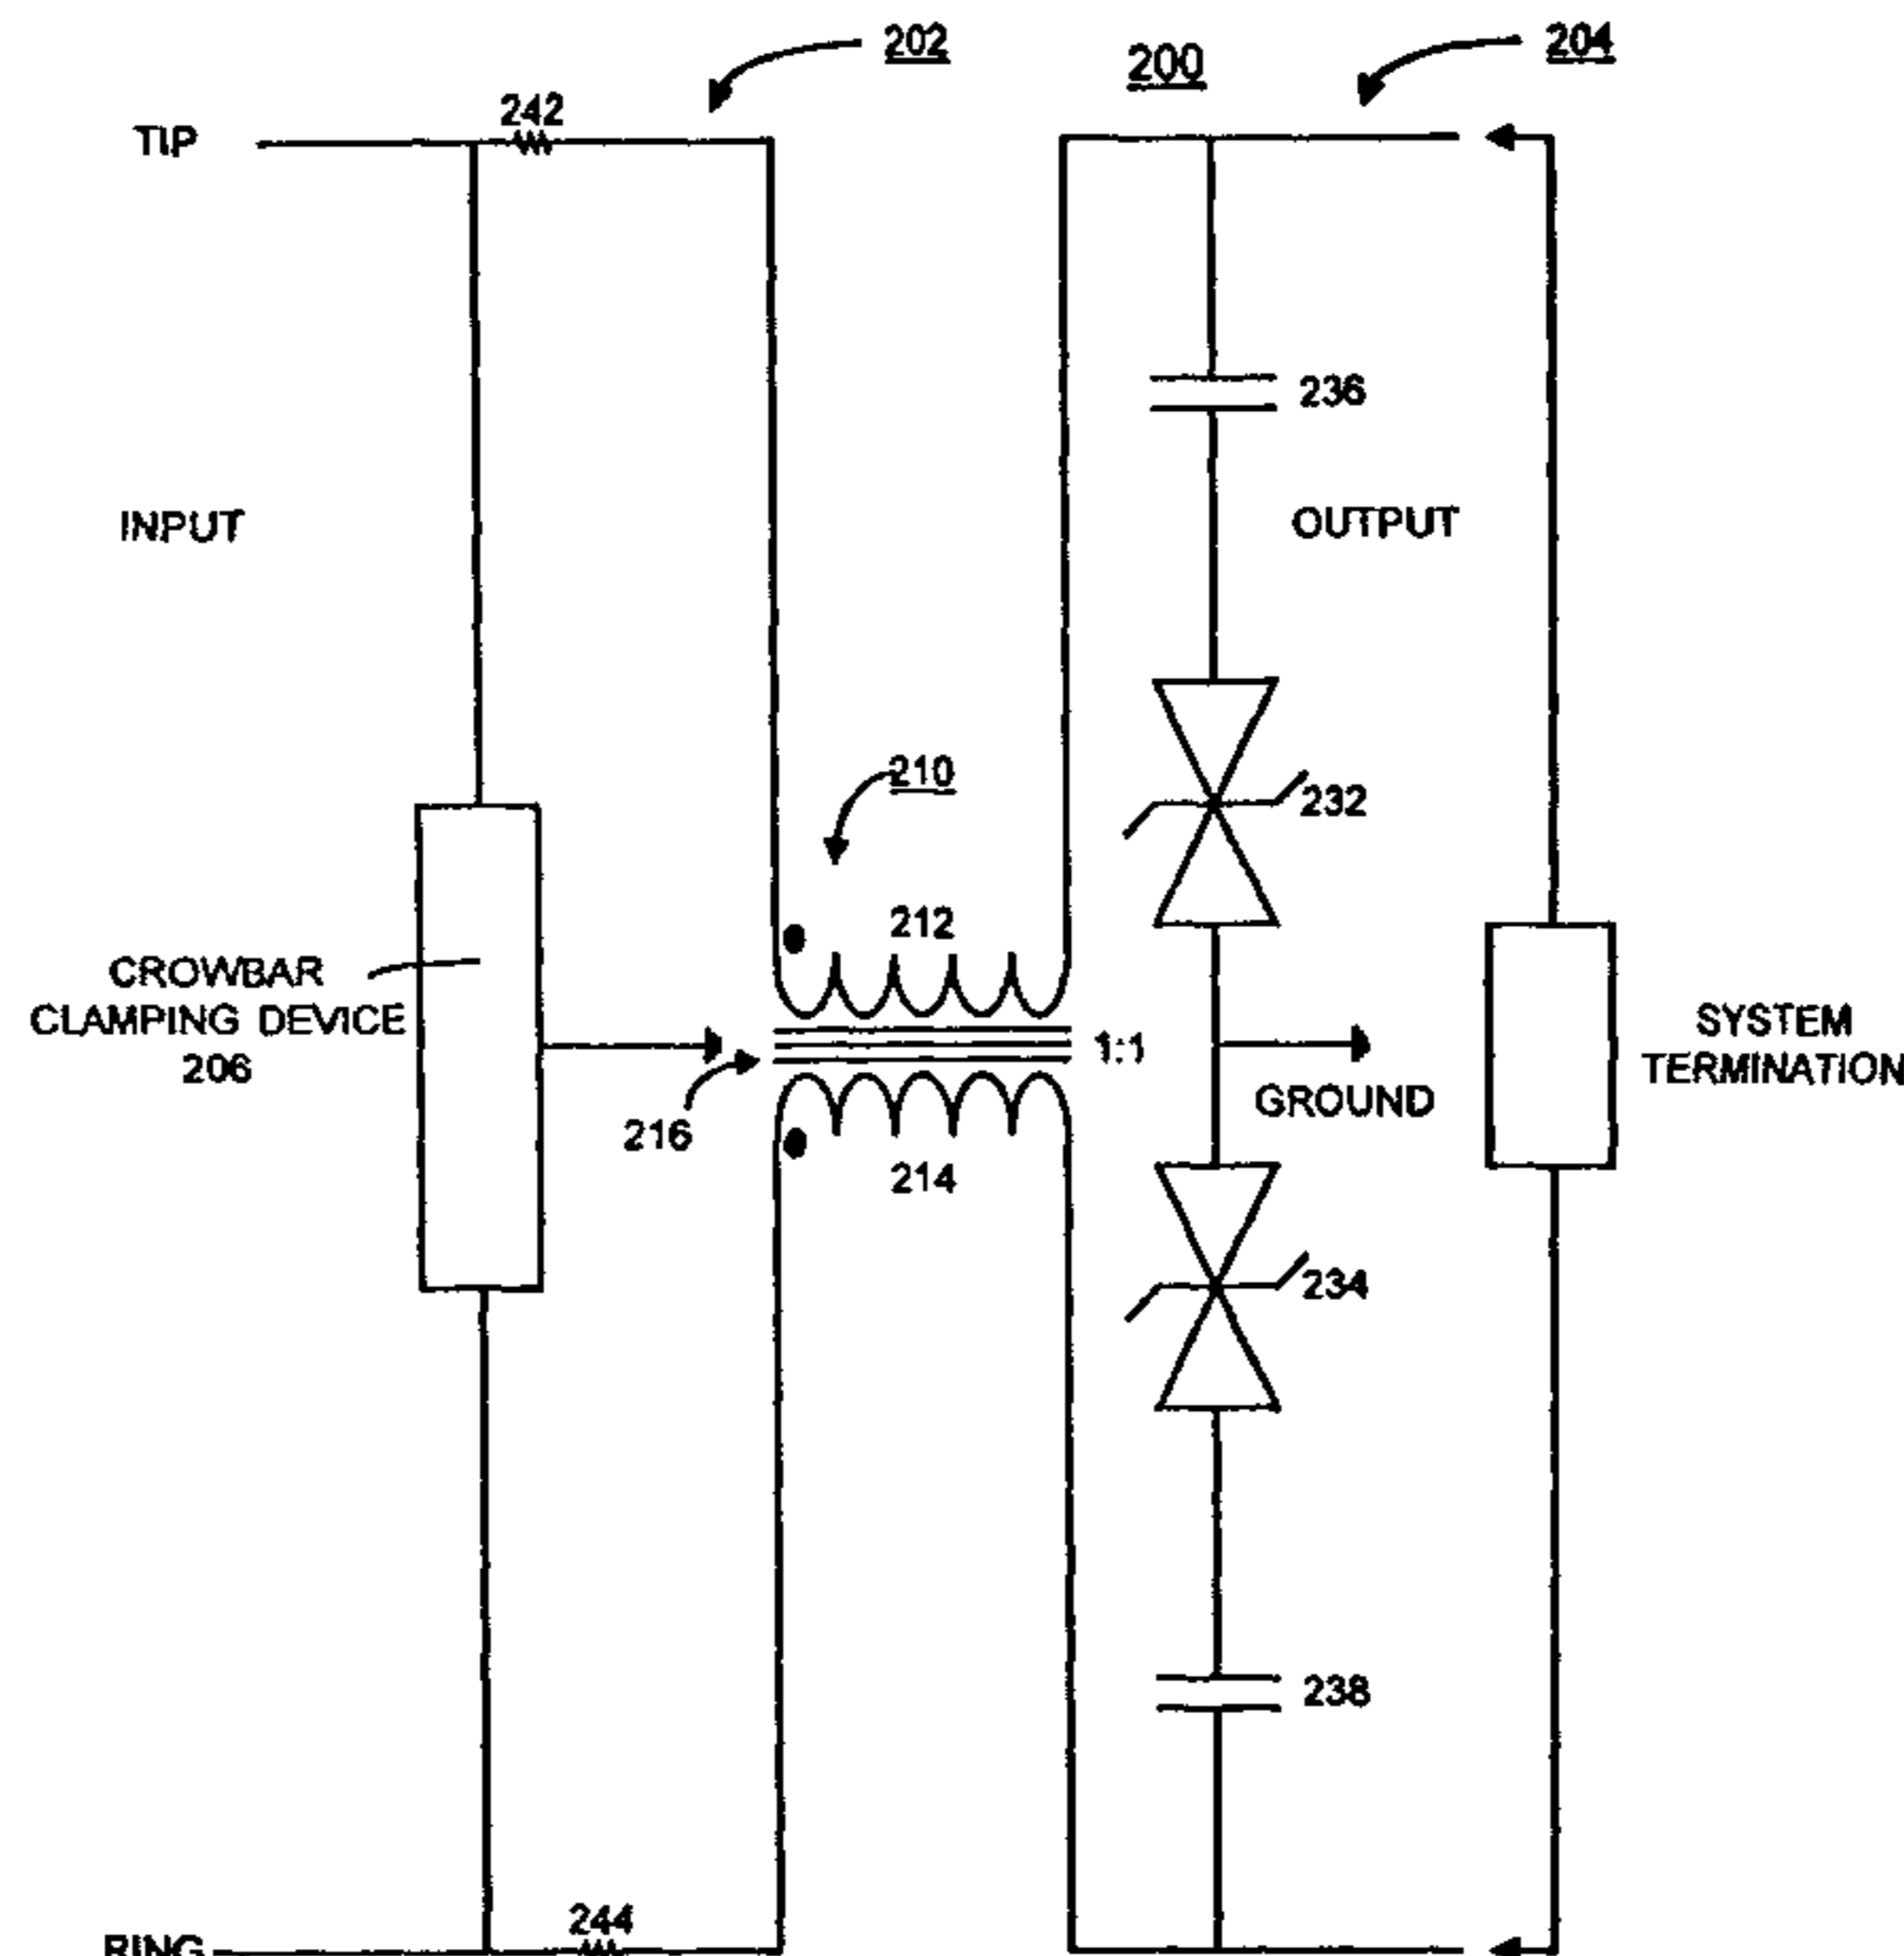 202
200
204
242
TIP
236
INPUT
OUTPUT
210
232
212
CROWBAR
CLAMPING DEVICE
206
1:1
SYSTEM
TERMINATION
GROUND
216
214
234
238
244
RING